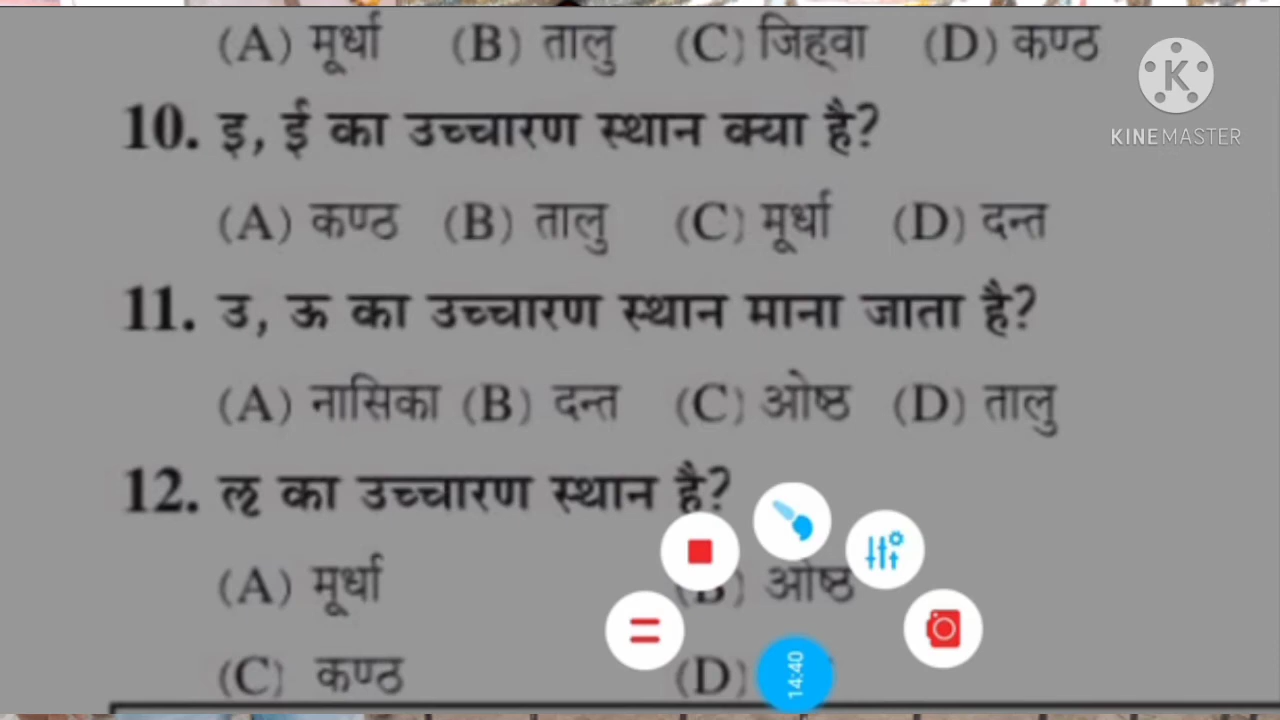 (A) मूर्धा (B) तालु (C) जिह्वा (D) कण्ठ
KINEMASTER
10. इ, ई का उच्चारण स्थान क्या है?
(A) कण्ठ (B) तालु (C) मूर्धा (D) दन्त
11. उ, ऊ का उच्चारण स्थान माना जाता है?
(A) नासिका (B) दन्त (C) ओष्ठ (D) तालु
12. ऌ का उच्चारण स्थान है?
(A) मूर्धा (B) ओष्ठ
(C) कण्ठ (D)
14:40